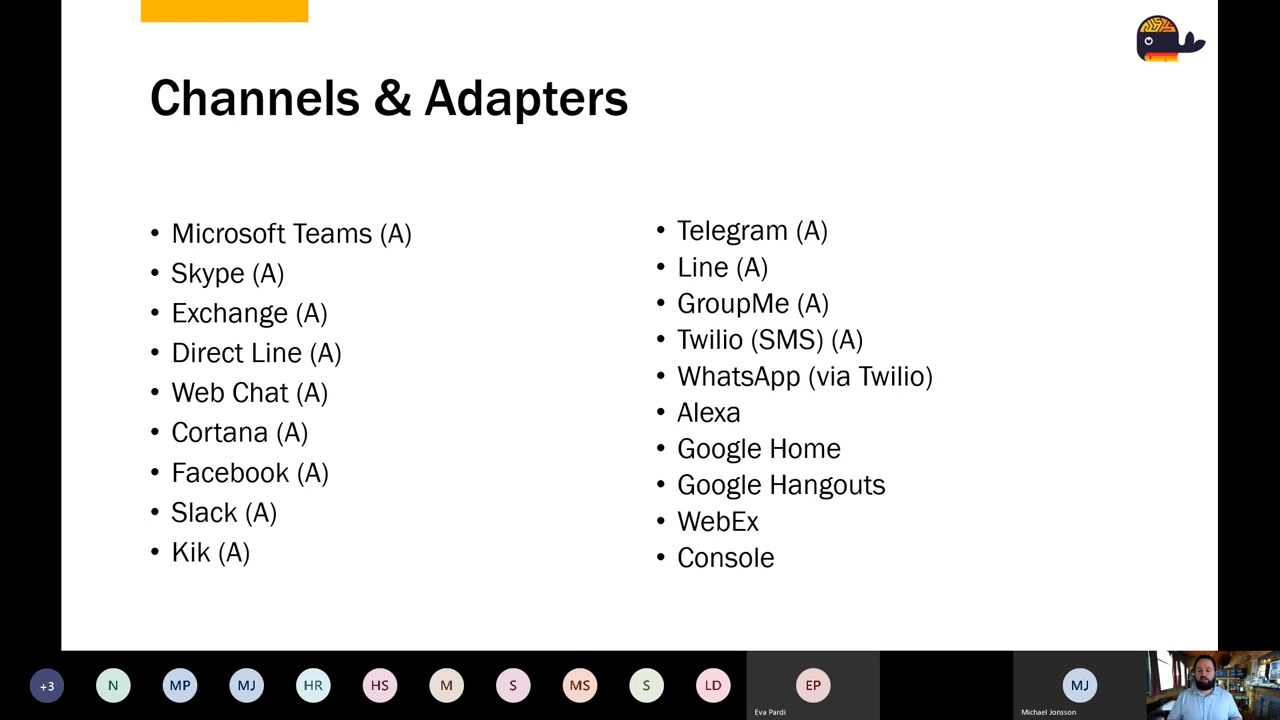 Channels & Adapters
• Microsoft Teams (A)
• Skype (A)
• Exchange (A)
• Direct Line (A)
• Web Chat (A)
• Cortana (A)
• Facebook (A)
• Slack (A)
• Kik (A)
• Telegram (A)
• Line (A)
• GroupMe (A)
• Twilio (SMS) (A)
• WhatsApp (via Twilio)
• Alexa
• Google Home
• Google Hangouts
• WebEx
• Console
+3
N
MP
MJ
HR
HS
M
S
MS
S
LD
EP
Eva Pardi
MJ
Michael Jonsson